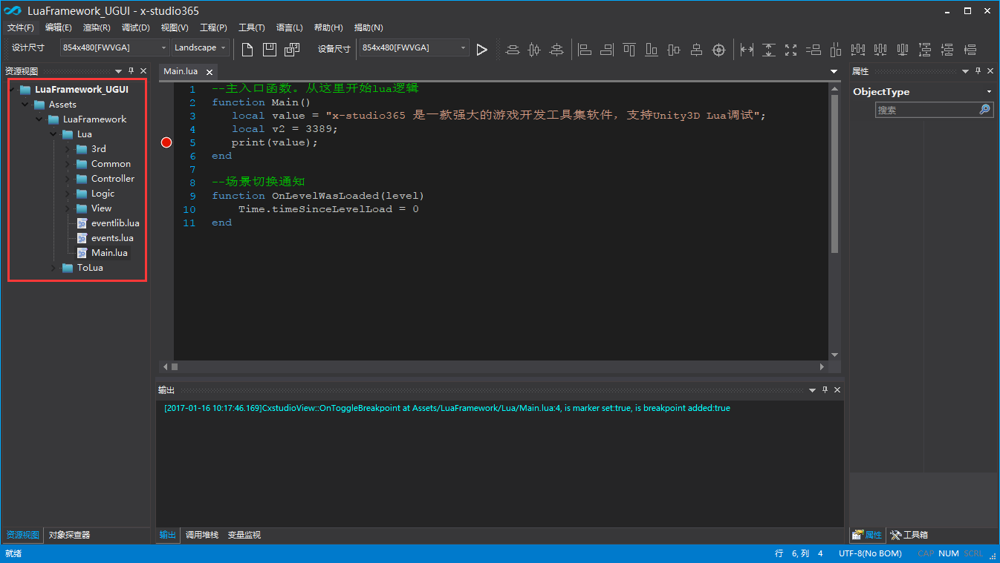 LuaFramework_UGUI - x-studio365
文件(F) 编辑(E) 渲染(R) 调试(D) 视图(V) 工程(P) 工具(T) 语言(L) 帮助(H) 捐助(N)
设计尺寸 854x480[FWVGA] Landscape 设备尺寸 854x480[FWVGA]
资源视图
LuaFramework_UGUI
Assets
LuaFramework
Lua
3rd
Common
Controller
Logic
View
eventlib.lua
events.lua
Main.lua
ToLua
资源视图 对象探查器
Main.lua
1 --主入口函数。从这里开始lua逻辑
2 function Main()
3 local value = "x-studio365 是一款强大的游戏开发工具集软件，支持Unity3D Lua调试";
4 local v2 = 3389;
5 print(value);
6 end
7
8 --场景切换通知
9 function OnLevelWasLoaded(level)
10 Time.timeSinceLevelLoad = 0
11 end
输出
[2017-01-16 10:17:46.169]CxstudioView::OnToggleBreakpoint at Assets/LuaFramework/Lua/Main.lua:4, is marker set:true, is breakpoint added:true
输出 调用堆栈 变量监视
属性
ObjectType
搜索
属性 工具箱
就绪 行 6, 列 4 UTF-8(No BOM) CAP NUM SCRL